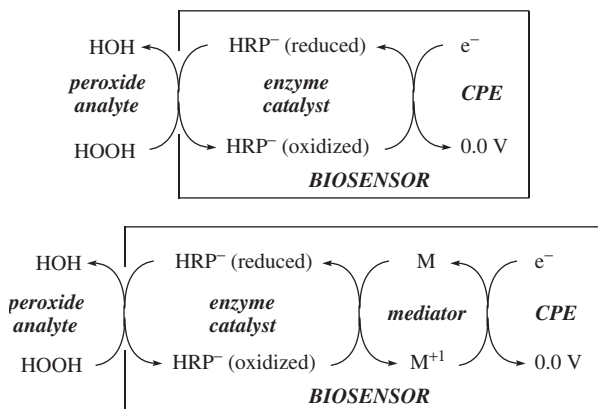 HOH HRP⁻ (reduced) e⁻
peroxide enzyme CPE
analyte catalyst
HOOH HRP⁻ (oxidized) 0.0 V
BIOSENSOR
HOH HRP⁻ (reduced) M e⁻
peroxide enzyme mediator CPE
analyte catalyst
HOOH HRP⁻ (oxidized) M⁺¹ 0.0 V
BIOSENSOR